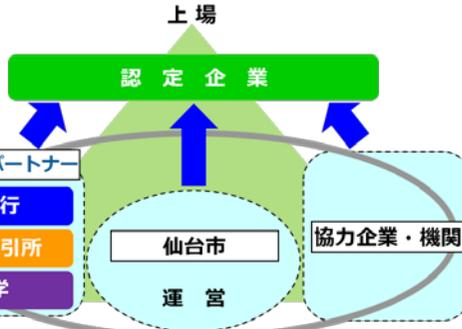 上場
認定企業
パートナー
行
引所
学
仙台市
運営
協力企業・機関